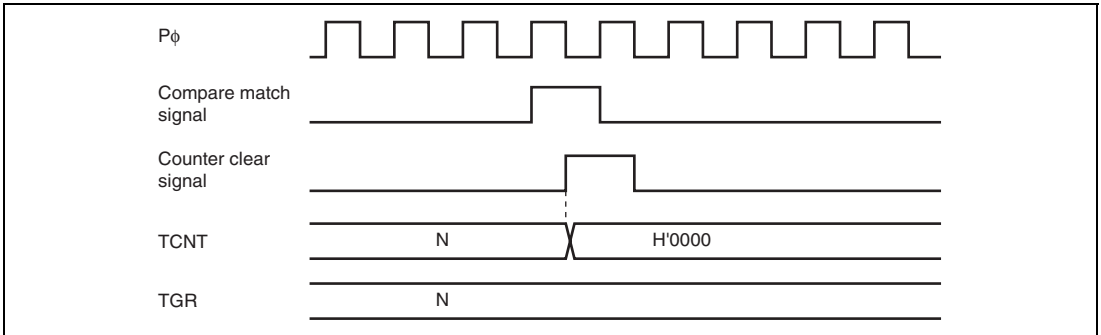 Pϕ
Compare match
signal
Counter clear
signal
TCNT N H'0000
TGR N